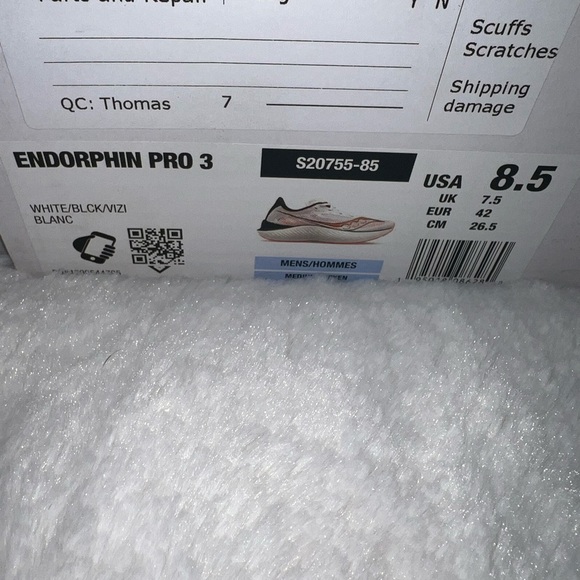 Y N
Scuffs
Scratches
Shipping
damage
QC: Thomas 7
ENDORPHIN PRO 3
S20755-85
USA 8.5
UK 7.5
EUR 42
CM 26.5
WHITE/BLCK/VIZI
BLANC
MENS/HOMMES